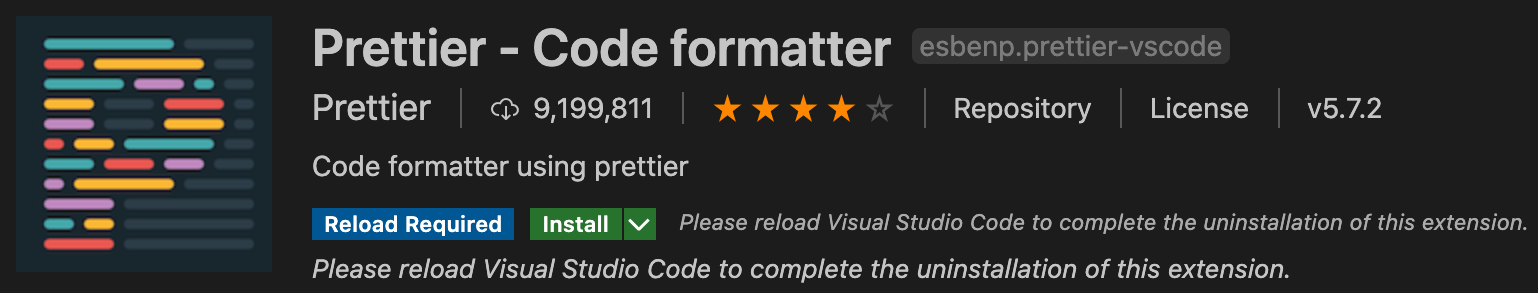 Prettier - Code formatter esbenp.prettier-vscode
Prettier 9,199,811 Repository License v5.7.2
Code formatter using prettier
Reload Required Install Please reload Visual Studio Code to complete the uninstallation of this extension.
Please reload Visual Studio Code to complete the uninstallation of this extension.